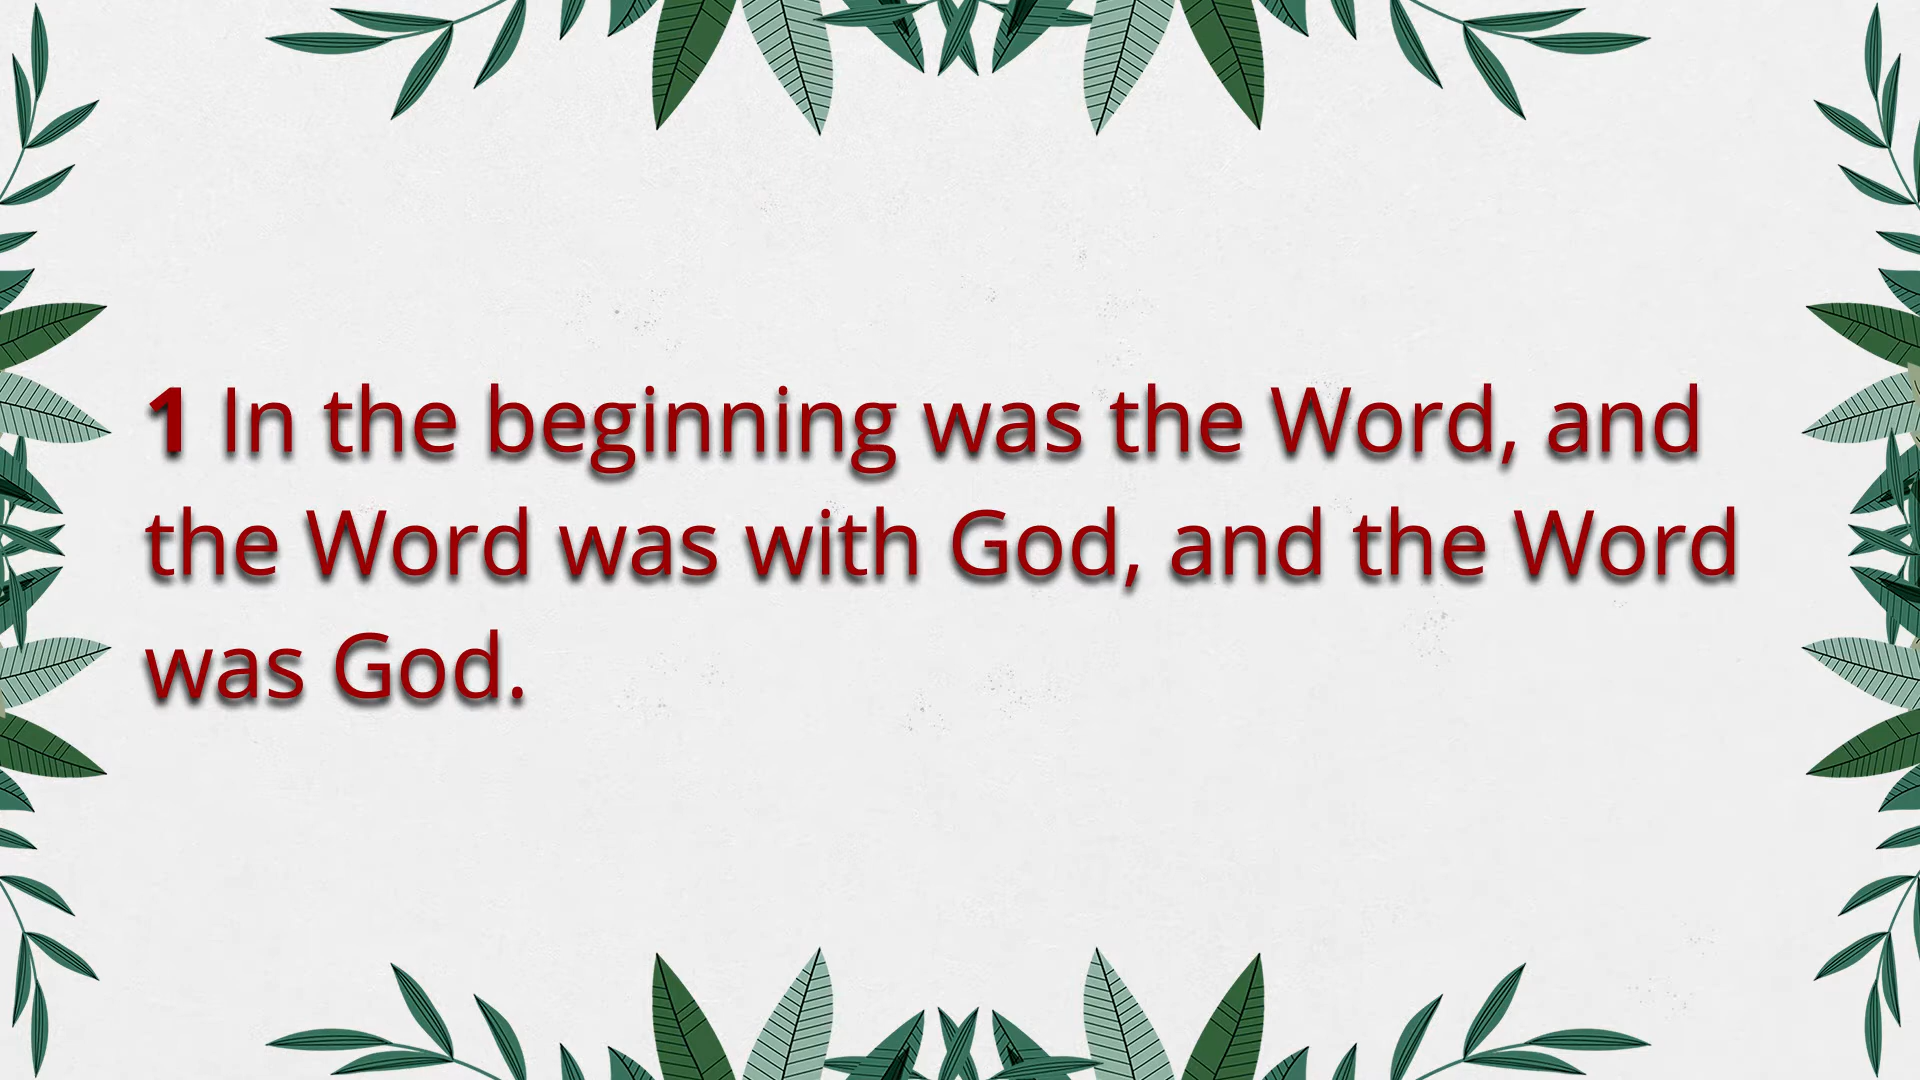 1 In the beginning was the Word, and
the Word was with God, and the Word
was God.